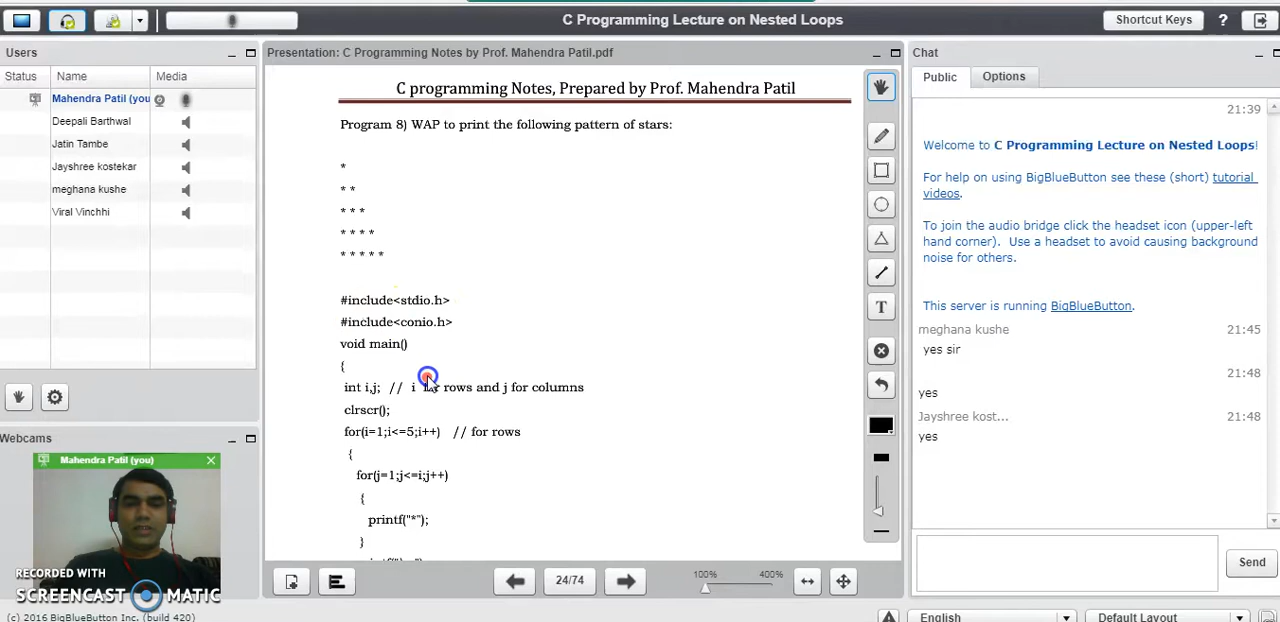 C Programming Lecture on Nested Loops
Shortcut Keys
?
Users
Status Name Media
Mahendra Patil (you)
Deepali Barthwal
Jatin Tambe
Jayshree kostekar
meghana kushe
Viral Vinchhi
Webcams
Mahendra Patil (you)
RECORDED WITH
SCREENCAST MATIC
(c) 2016 BigBlueButton Inc. (build 420)
Presentation: C Programming Notes by Prof. Mahendra Patil.pdf
C programming Notes, Prepared by Prof. Mahendra Patil
Program 8) WAP to print the following pattern of stars:
*
* *
* * *
* * * *
* * * * *
#include<stdio.h>
#include<conio.h>
void main()
{
int i,j; // i rows and j for columns
clrscr();
for(i=1;i<=5;i++) // for rows
{
for(j=1;j<=i;j++)
{
printf("*");
}
T
24/74
100% 400%
Chat
Public Options
21:39
Welcome to C Programming Lecture on Nested Loops!
For help on using BigBlueButton see these (short) tutorial
videos.
To join the audio bridge click the headset icon (upper-left
hand corner). Use a headset to avoid causing background
noise for others.
This server is running BigBlueButton.
meghana kushe 21:45
yes sir
21:48
yes
Jayshree kost... 21:48
yes
Send
English
Default Layout